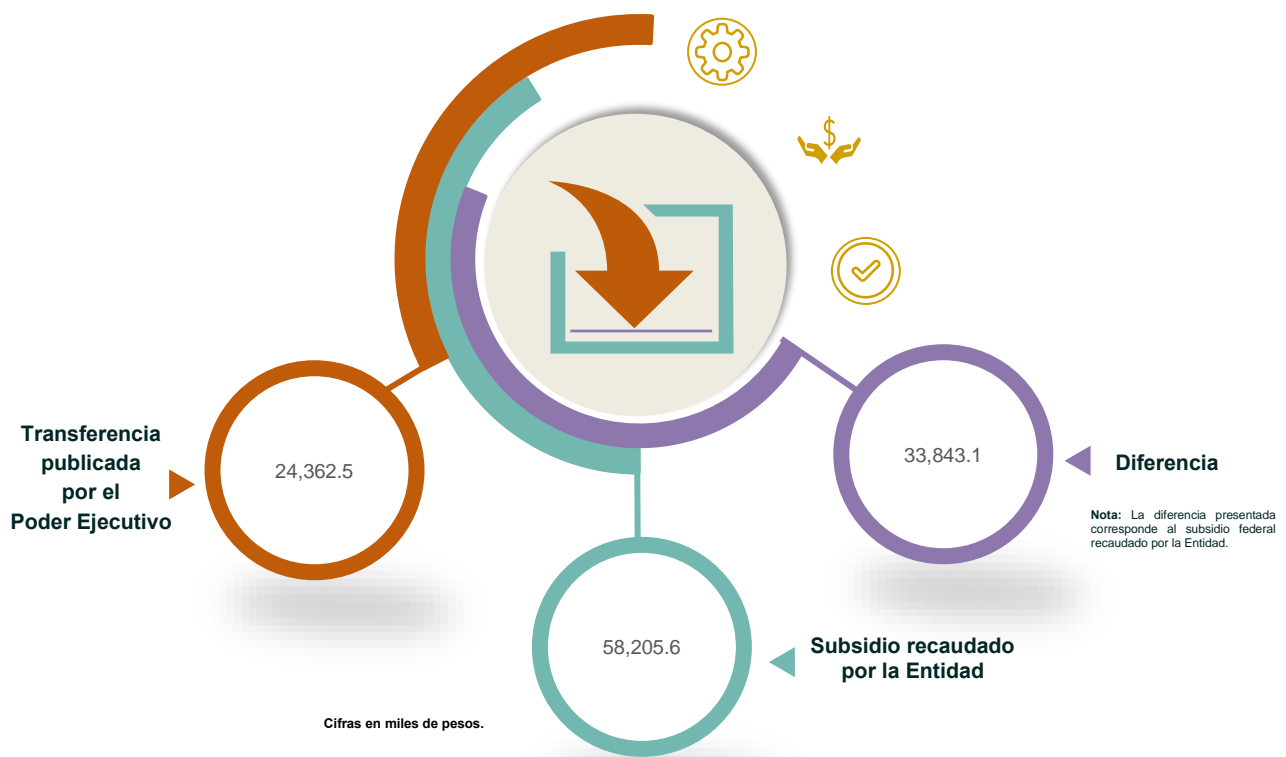 $
Transferencia
publicada
por el
Poder Ejecutivo
24,362.5
33,843.1
Diferencia
Nota: La diferencia presentada
corresponde al subsidio federal
recaudado por la Entidad.
58,205.6
Subsidio recaudado
por la Entidad
Cifras en miles de pesos.